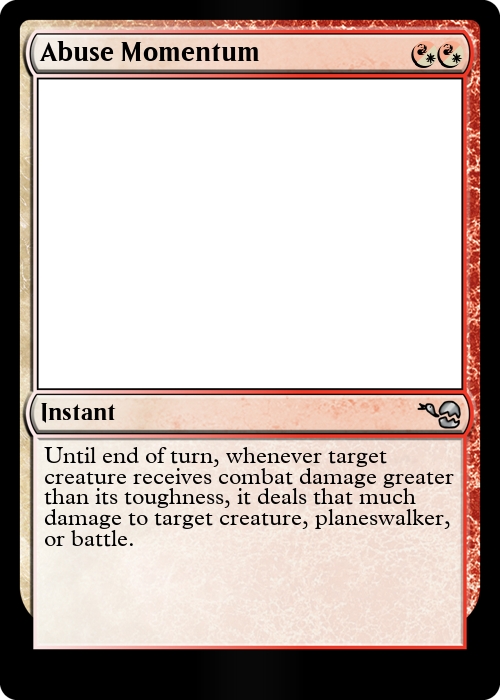 Abuse Momentum
Instant
Until end of turn, whenever target
creature receives combat damage greater
than its toughness, it deals that much
damage to target creature, planeswalker,
or battle.